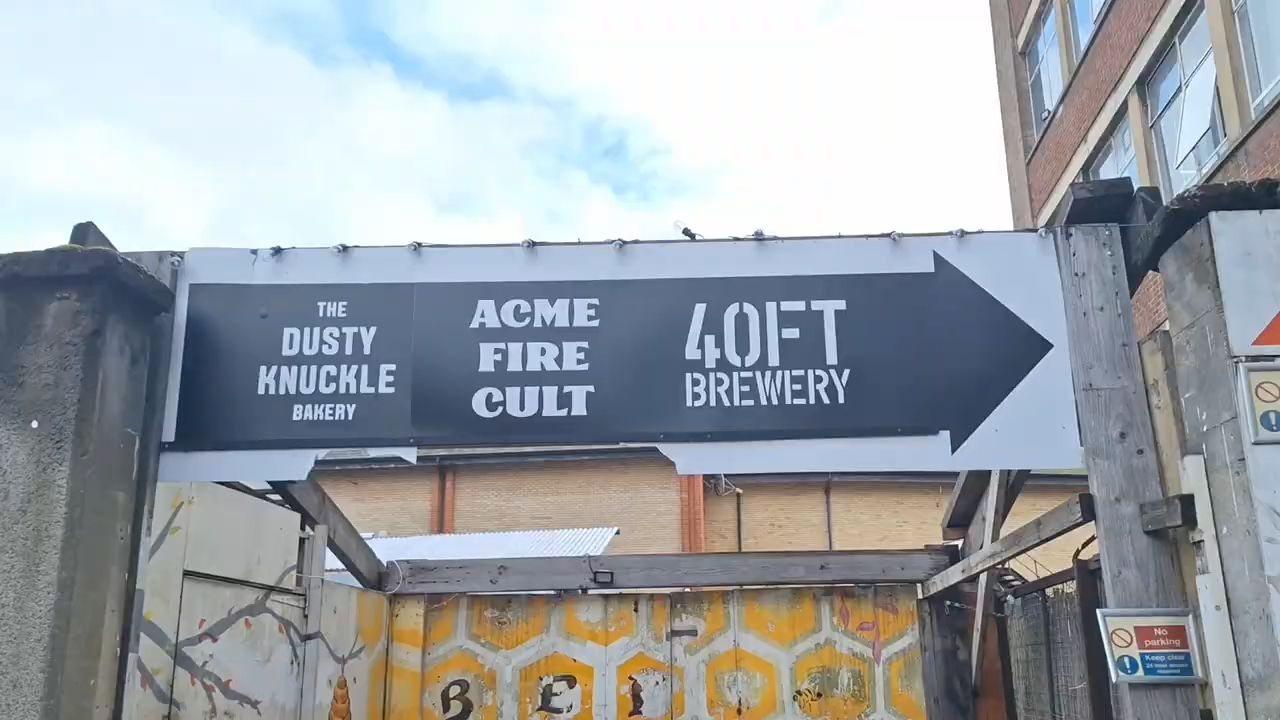 THE
DUSTY
KNUCKLE
BAKERY
ACME
FIRE
CULT
40FT
BREWERY
No
parking
Keep clear
B E